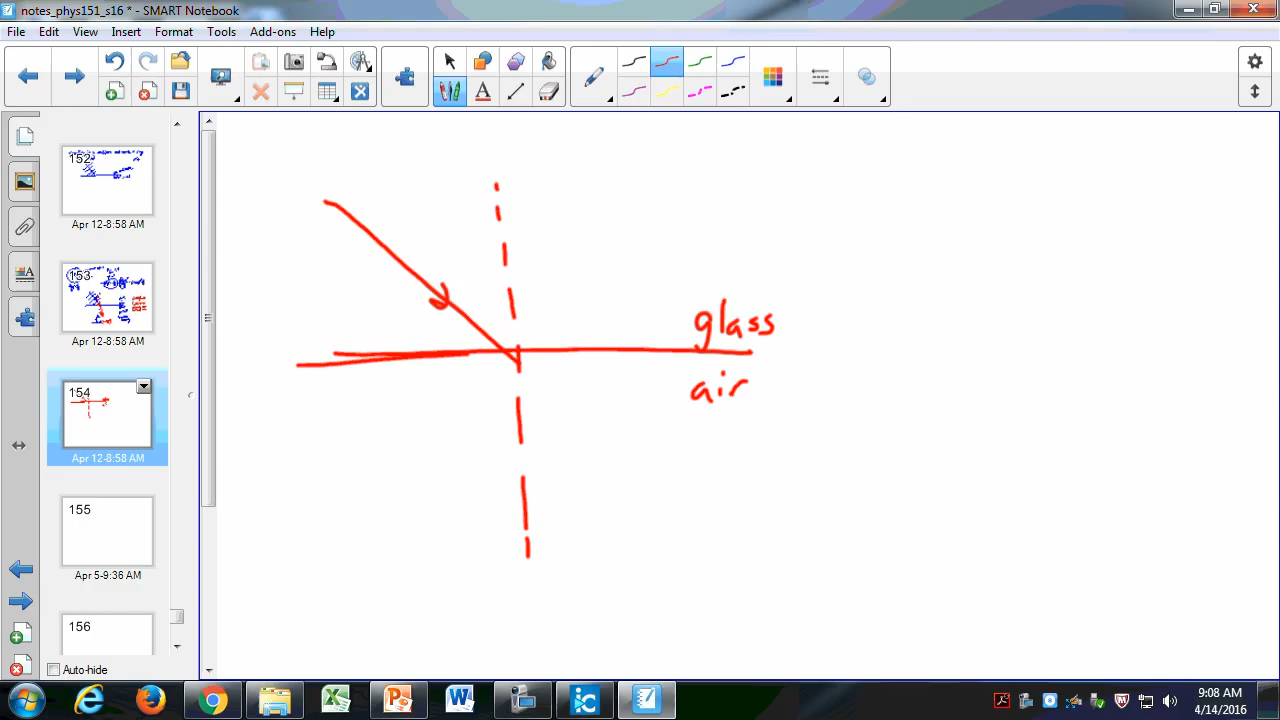 notes_phys151_s16 * - SMART Notebook
File Edit View Insert Format Tools Add-ons Help
152
Apr 12-8:58 AM
153
Apr 12-8:58 AM
154
Apr 12-8:58 AM
155
Apr 5-9:36 AM
156
Auto-hide
glass
air
9:08 AM
4/14/2016